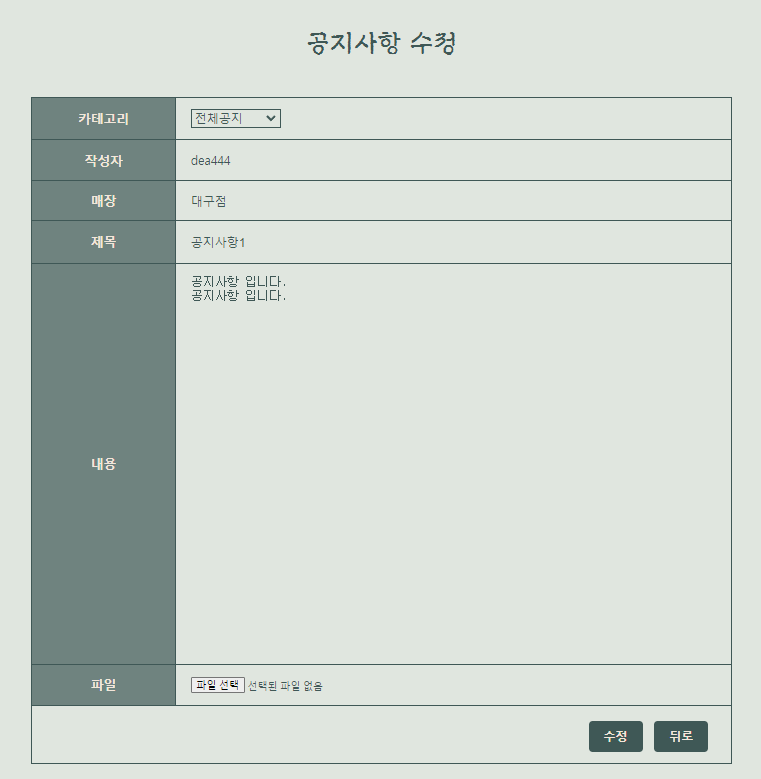 공지사항 수정
카테고리 전체공지
작성자 dea444
매장 대구점
제목 공지사항1
내용 공지사항 입니다.
공지사항 입니다.
파일 파일 선택 선택된 파일 없음
수정 뒤로